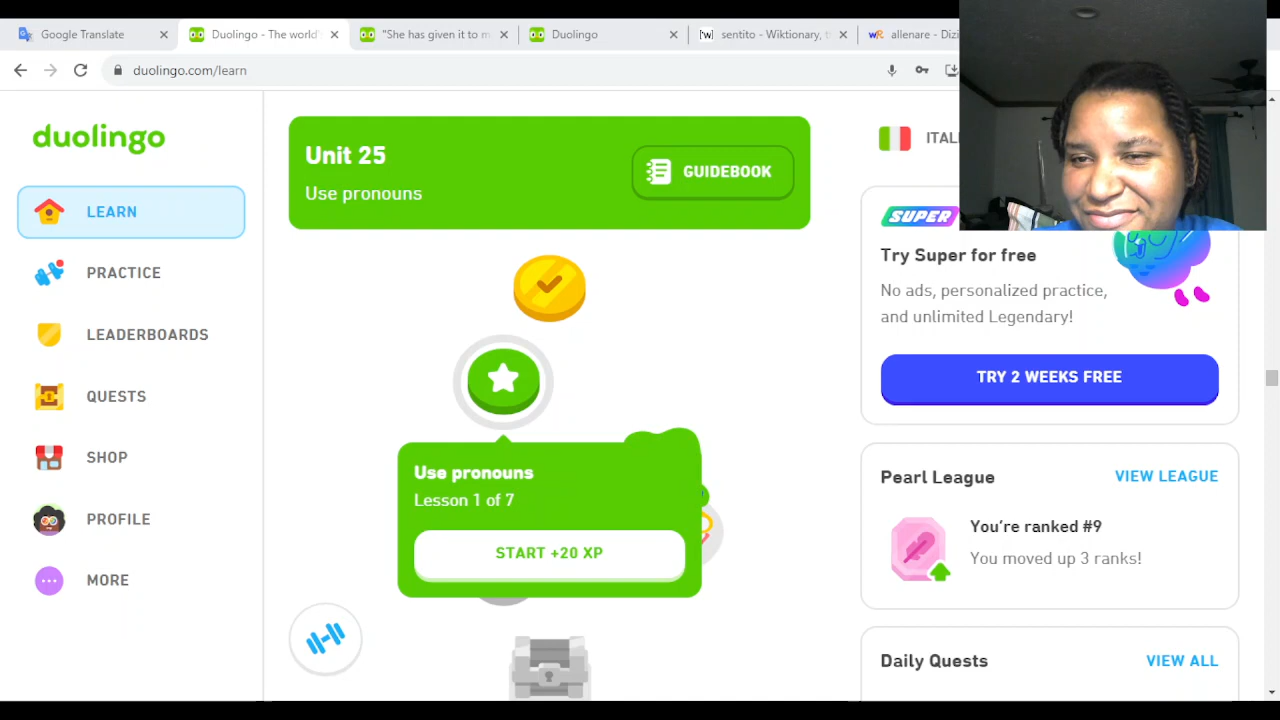 Google Translate
Duolingo - The world's
"She has given it to m
Duolingo
sentito - Wiktionary, th
allenare - Dizi
duolingo.com/learn
duolingo
LEARN
PRACTICE
LEADERBOARDS
QUESTS
SHOP
PROFILE
MORE
Unit 25
Use pronouns
GUIDEBOOK
Use pronouns
Lesson 1 of 7
START +20 XP
ITALI
SUPER
Try Super for free
No ads, personalized practice,
and unlimited Legendary!
TRY 2 WEEKS FREE
Pearl League
VIEW LEAGUE
You're ranked #9
You moved up 3 ranks!
Daily Quests
VIEW ALL